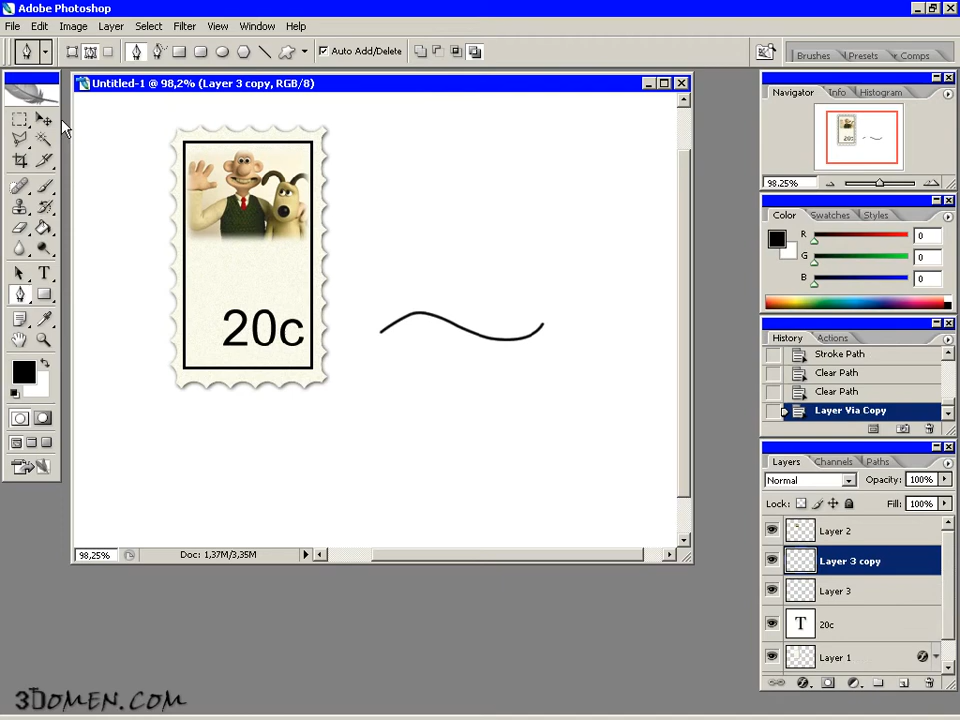 Adobe Photoshop
File Edit Image Layer Select Filter View Window Help
Auto Add/Delete
Brushes Presets Comps
Untitled-1 @ 98,2% (Layer 3 copy, RGB/8)
20c
98,25% Doc: 1,37M/3,35M
Navigator Info Histogram
98.25%
Color Swatches Styles
R 0
G 0
B 0
History Actions
Stroke Path
Clear Path
Clear Path
Layer Via Copy
Layers Channels Paths
Normal Opacity: 100%
Lock: Fill: 100%
Layer 2
Layer 3 copy
Layer 3
T 20c
Layer 1
3Domen.com